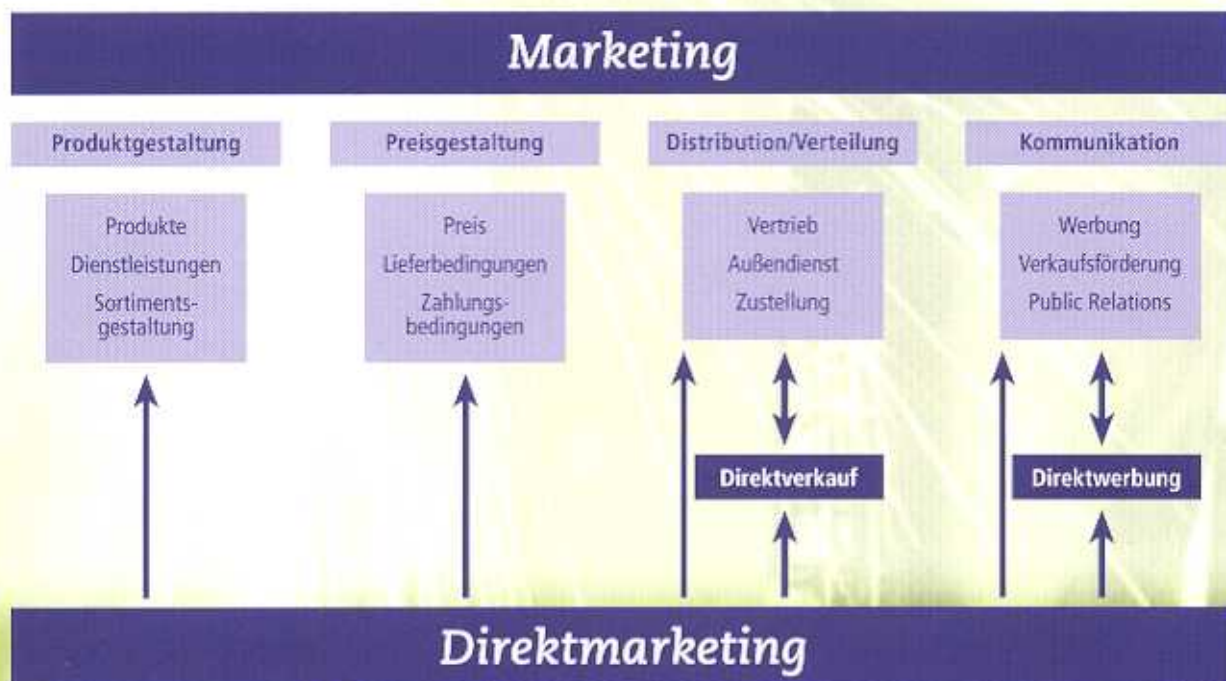 Marketing
Produktgestaltung
Produkte
Dienstleistungen
Sortiments-
gestaltung
Preisgestaltung
Preis
Lieferbedingungen
Zahlungs-
bedingungen
Distribution/Verteilung
Vertrieb
Außendienst
Zustellung
Direktverkauf
Kommunikation
Werbung
Verkaufsförderung
Public Relations
Direktwerbung
Direktmarketing